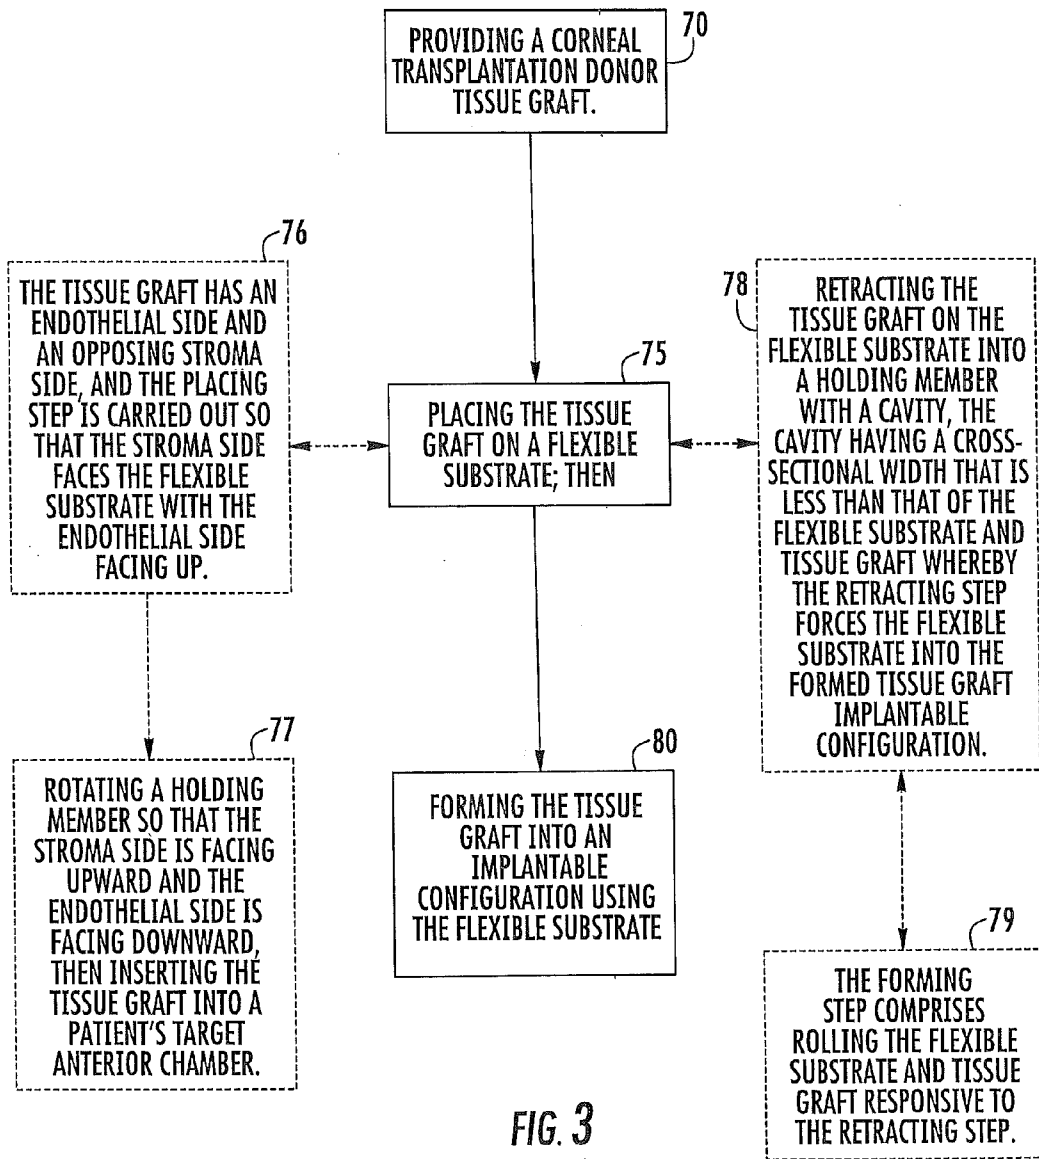 70
PROVIDING A CORNEAL
TRANSPLANTATION DONOR
TISSUE GRAFT.
76
THE TISSUE GRAFT HAS AN
ENDOTHELIAL SIDE AND
AN OPPOSING STROMA
SIDE, AND THE PLACING
STEP IS CARRIED OUT SO
THAT THE STROMA SIDE
FACES THE FLEXIBLE
SUBSTRATE WITH THE
ENDOTHELIAL SIDE
FACING UP.
75
PLACING THE TISSUE
GRAFT ON A FLEXIBLE
SUBSTRATE; THEN
78
RETRACTING THE
TISSUE GRAFT ON THE
FLEXIBLE SUBSTRATE INTO
A HOLDING MEMBER
WITH A CAVITY, THE
CAVITY HAVING A CROSS-
SECTIONAL WIDTH THAT IS
LESS THAN THAT OF THE
FLEXIBLE SUBSTRATE AND
TISSUE GRAFT WHEREBY
THE RETRACTING STEP
FORCES THE FLEXIBLE
SUBSTRATE INTO THE
FORMED TISSUE GRAFT
IMPLANTABLE
CONFIGURATION.
77
ROTATING A HOLDING
MEMBER SO THAT THE
STROMA SIDE IS FACING
UPWARD AND THE
ENDOTHELIAL SIDE IS
FACING DOWNWARD,
THEN INSERTING THE
TISSUE GRAFT INTO A
PATIENT'S TARGET
ANTERIOR CHAMBER.
80
FORMING THE TISSUE
GRAFT INTO AN
IMPLANTABLE
CONFIGURATION USING
THE FLEXIBLE SUBSTRATE
79
THE FORMING
STEP COMPRISES
ROLLING THE FLEXIBLE
SUBSTRATE AND TISSUE
GRAFT RESPONSIVE TO
THE RETRACTING STEP.
FIG. 3